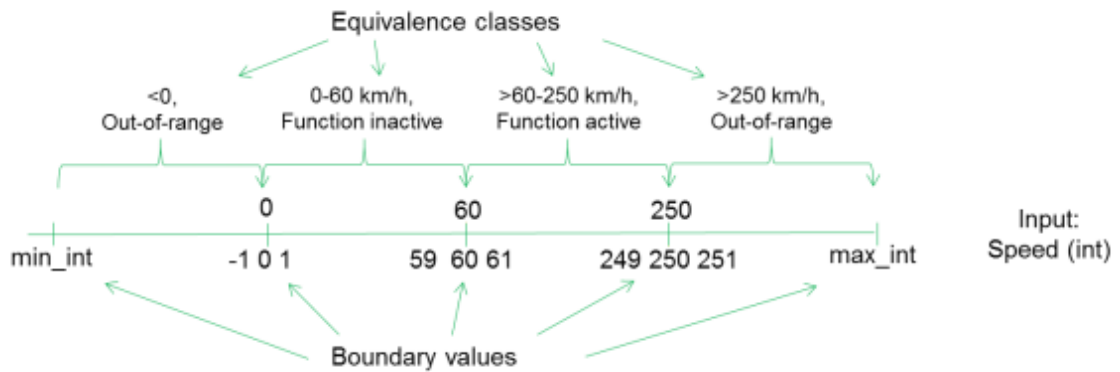 Equivalence classes
<0,
Out-of-range
0-60 km/h,
Function inactive
>60-250 km/h,
Function active
>250 km/h,
Out-of-range
0
60
250
min_int
-1 0 1
59 60 61
249 250 251
max_int
Input:
Speed (int)
Boundary values